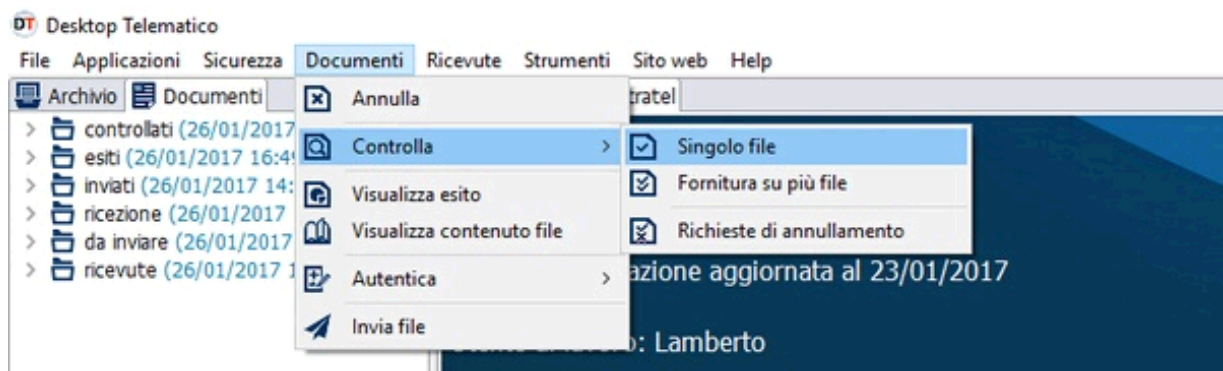 DT Desktop Telematico
File Applicazioni Sicurezza Documenti Ricevute Strumenti Sito web Help
Archivio Documenti tratel
controllati (26/01/2017
esiti (26/01/2017 16:49
inviati (26/01/2017 14:
ricezione (26/01/2017
da inviare (26/01/2017
ricevute (26/01/2017 1
Annulla
Controlla
Visualizza esito
Visualizza contenuto file
Autentica
Invia file
Singolo file
Fornitura su più file
Richieste di annullamento
azione aggiornata al 23/01/2017
: Lamberto